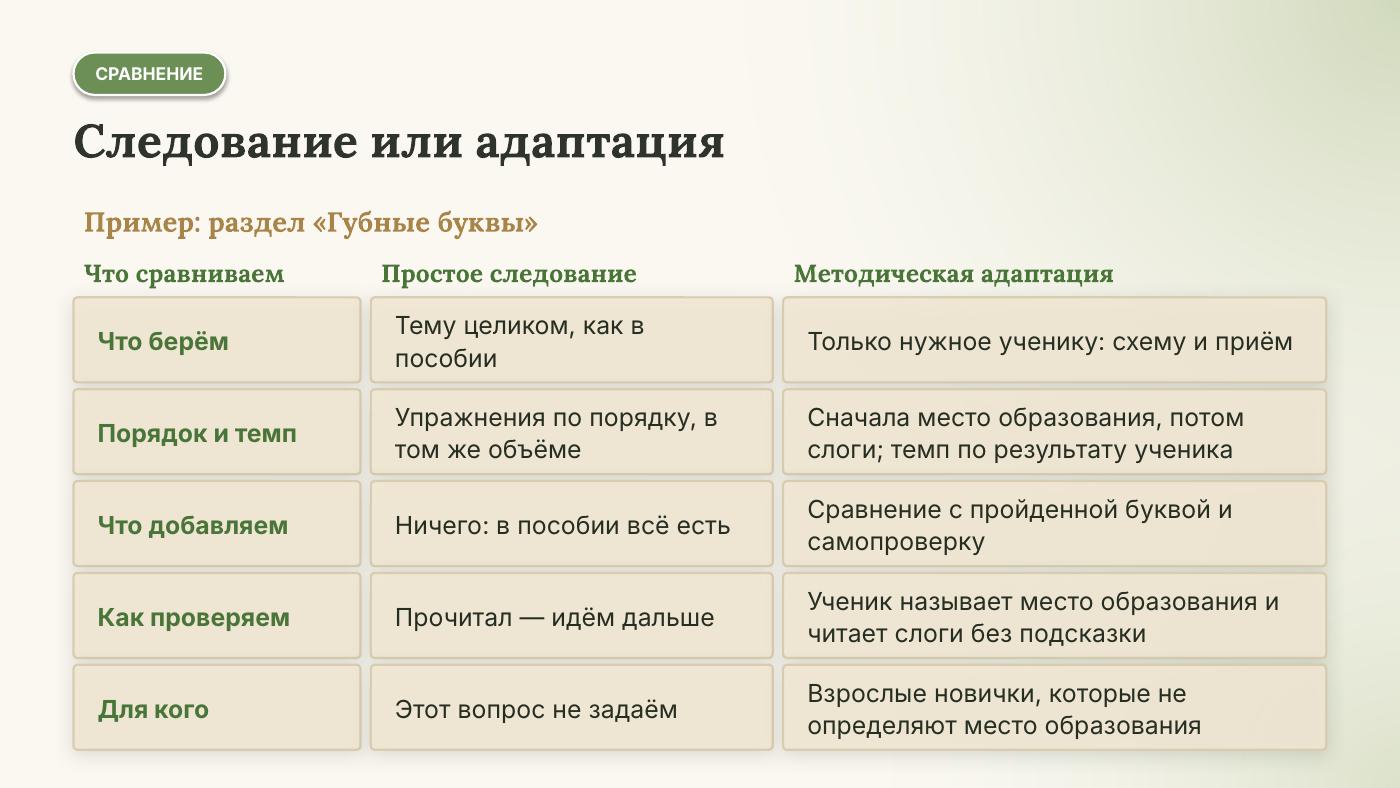 СРАВНЕНИЕ
Следование или адаптация
Пример: раздел «Губные буквы»
Что сравниваем
Простое следование
Методическая адаптация
Что берём
Тему целиком, как в
пособии
Только нужное ученику: схему и приём
Порядок и темп
Упражнения по порядку, в
том же объёме
Сначала место образования, потом
слоги; темп по результату ученика
Что добавляем
Ничего: в пособии всё есть
Сравнение с пройденной буквой и
самопроверку
Как проверяем
Прочитал — идём дальше
Ученик называет место образования и
читает слоги без подсказки
Для кого
Этот вопрос не задаём
Взрослые новички, которые не
определяют место образования